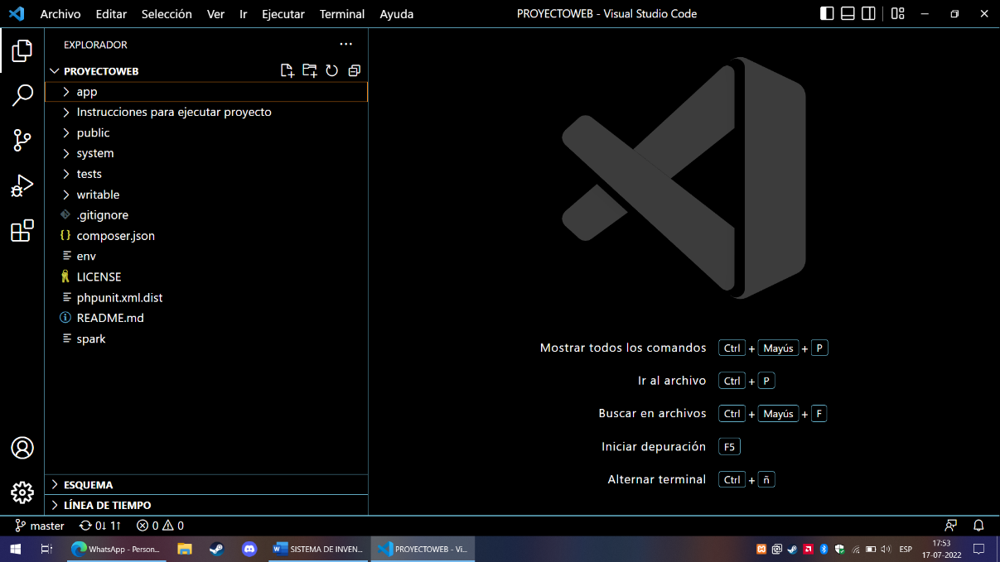 Archivo Editar Selección Ver Ir Ejecutar Terminal Ayuda PROYECTOWEB - Visual Studio Code
EXPLORADOR
PROYECTOWEB
app
Instrucciones para ejecutar proyecto
public
system
tests
writable
.gitignore
composer.json
env
LICENSE
phpunit.xml.dist
README.md
spark
Mostrar todos los comandos Ctrl + Mayús + P
Ir al archivo Ctrl + P
Buscar en archivos Ctrl + Mayús + F
Iniciar depuración F5
Alternar terminal Ctrl + ñ
ESQUEMA
LÍNEA DE TIEMPO
master 0↓ 1↑ 0 0
WhatsApp - Person... SISTEMA DE INVEN... PROYECTOWEB - Vi... ESP 17:53
17-07-2022